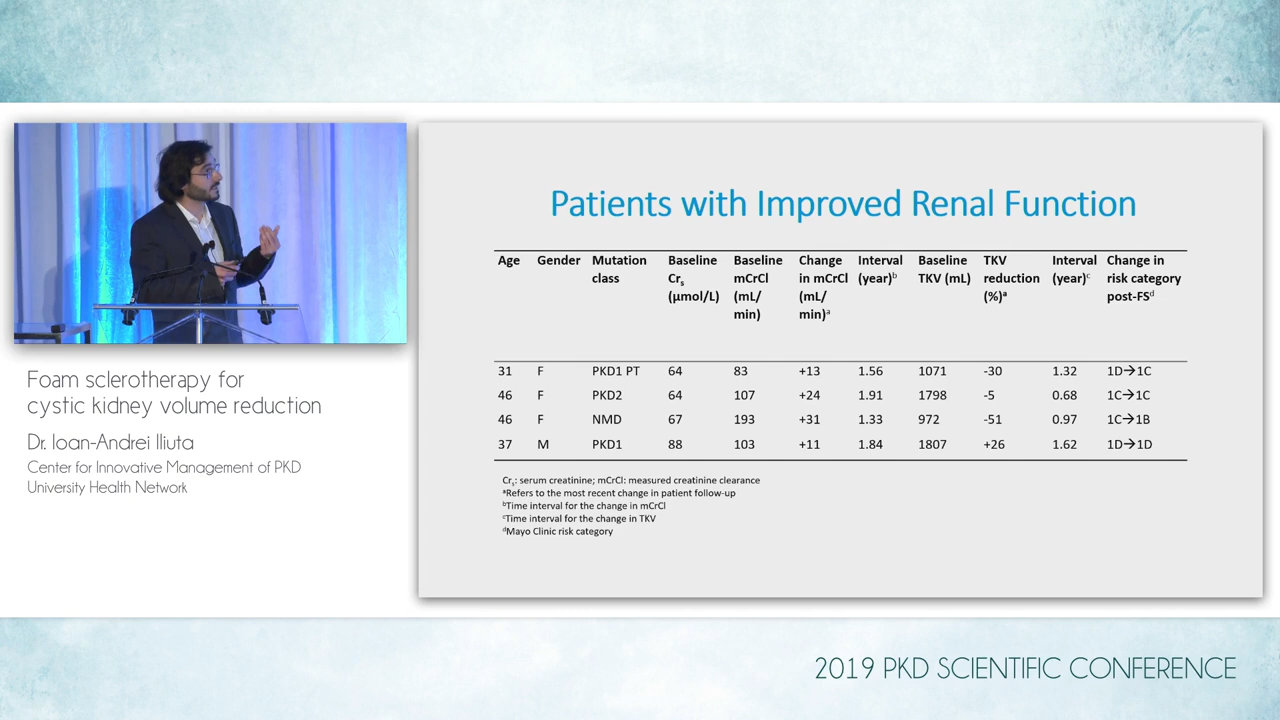 Patients with Improved Renal Function
Age Gender Mutation class Baseline Crs (µmol/L) Baseline mCrCl (mL/ min) Change in mCrCl (mL/ min)ᵃ Interval (year)ᵇ Baseline TKV (mL) TKV reduction (%)ᵃ Interval (year)ᶜ Change in risk category post-FSᵈ
31 F PKD1 PT 64 83 +13 1.56 1071 -30 1.32 1D→1C
46 F PKD2 64 107 +24 1.91 1798 -5 0.68 1C→1C
46 F NMD 67 193 +31 1.33 972 -51 0.97 1C→1B
37 M PKD1 88 103 +11 1.84 1807 +26 1.62 1D→1D
Crs: serum creatinine; mCrCl: measured creatinine clearance
ᵃRefers to the most recent change in patient follow-up
ᵇTime interval for the change in mCrCl
ᶜTime interval for the change in TKV
ᵈMayo Clinic risk category
Foam sclerotherapy for
cystic kidney volume reduction
Dr. Ioan-Andrei Iliuta
Center for Innovative Management of PKD
University Health Network
2019 PKD SCIENTIFIC CONFERENCE